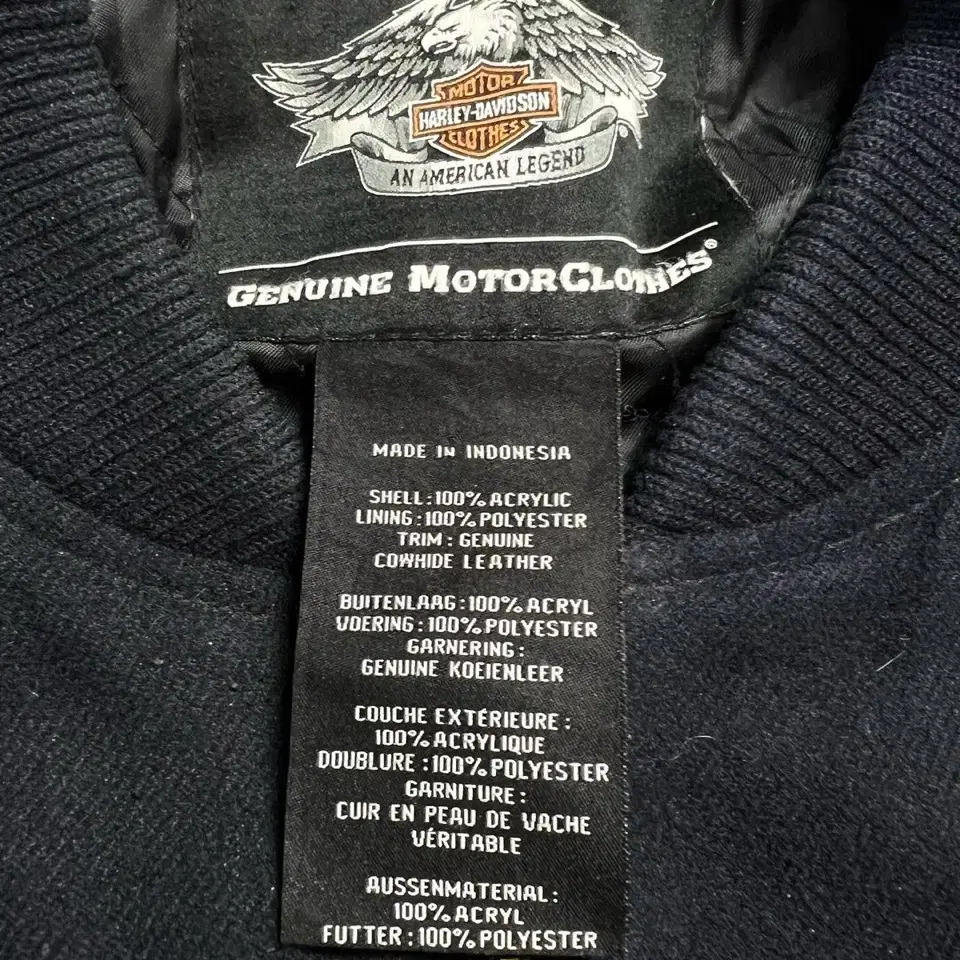 MOTOR
HARLEY-DAVIDSON
CLOTHES
AN AMERICAN LEGEND
GENUINE MOTORCLOTHES®
MADE IN INDONESIA
SHELL:100% ACRYLIC
LINING:100% POLYESTER
TRIM: GENUINE
COWHIDE LEATHER
BUITENLAAG:100% ACRYL
VOERING:100% POLYESTER
GARNERING:
GENUINE KOEIENLEER
COUCHE EXTÉRIEURE:
100% ACRYLIQUE
DOUBLURE:100% POLYESTER
GARNITURE:
CUIR EN PEAU DE VACHE
VÉRITABLE
AUSSENMATERIAL:
100% ACRYL
FUTTER:100% POLYESTER